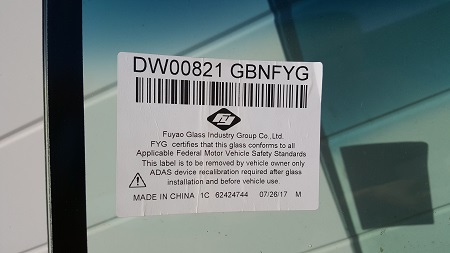 DW00821 GBNFYG
Fuyao Glass Industry Group Co.,Ltd.
FYG certifies that this glass conforms to all
Applicable Federal Motor Vehicle Safety Standards
This label is to be removed by vehicle owner only
ADAS device recalibration required after glass
installation and before vehicle use.
MADE IN CHINA 1C 62424744 07/26/17 M